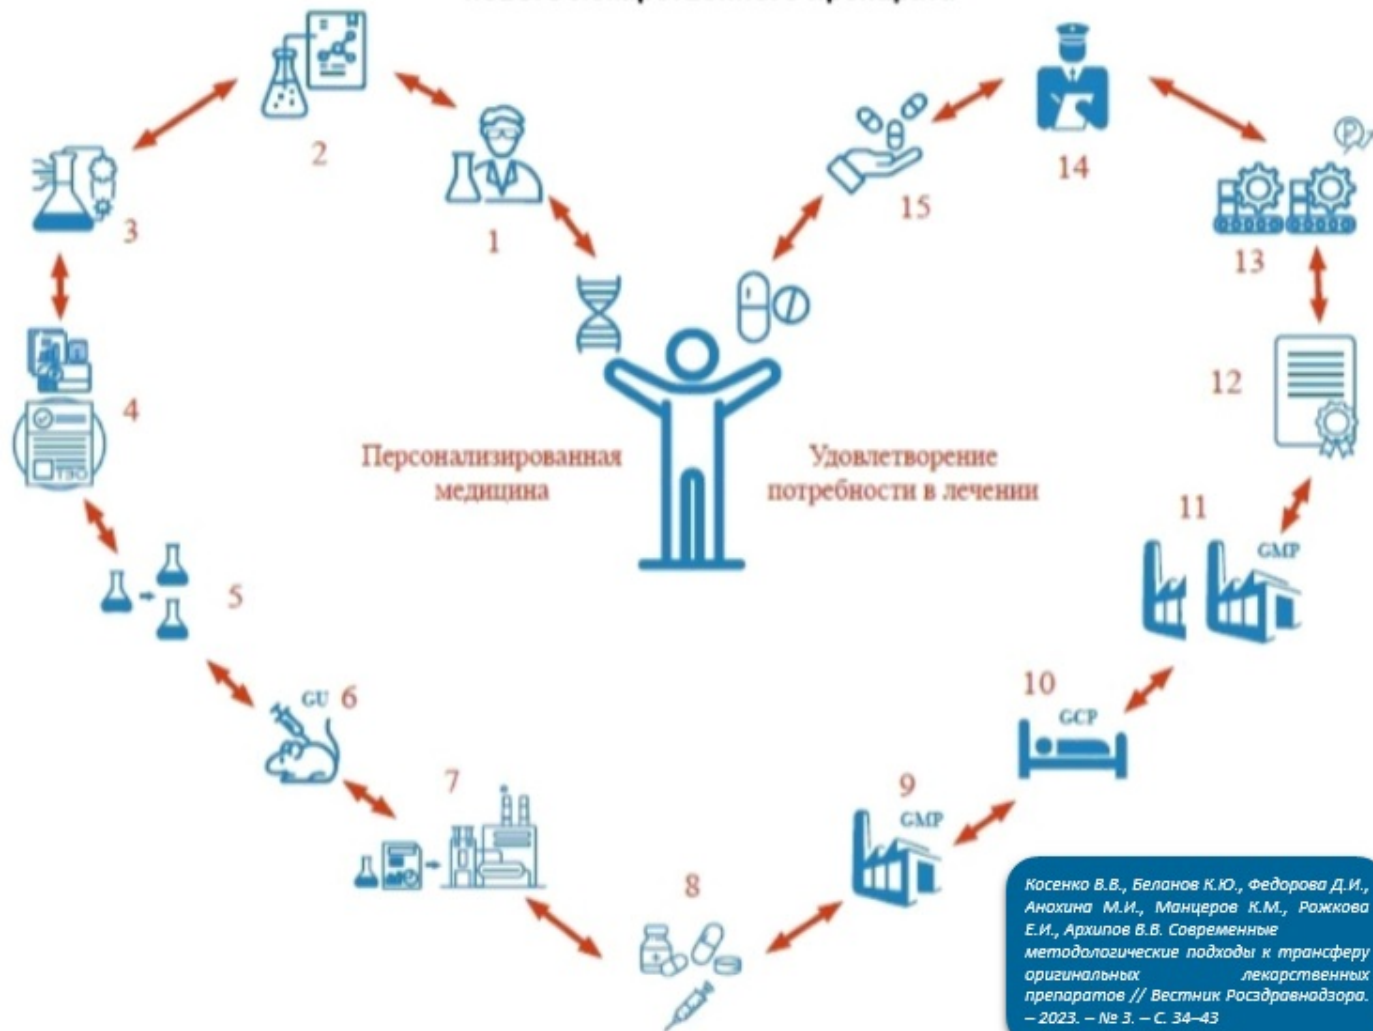 2
1
3
4
ТЭО
5
GU 6
7
8
9
GMP
10
GCP
11
GMP
12
13
14
15
Персонализированная
медицина
Удовлетворение
потребности в лечении
Косенко В.В., Беланов К.Ю., Федорова Д.И.,
Анохина М.И., Манцеров К.М., Рожкова
Е.И., Архипов В.В. Современные
методологические подходы к трансферу
оригинальных лекарственных
препаратов // Вестник Росздравнадзора.
– 2023. – № 3. – С. 34–43